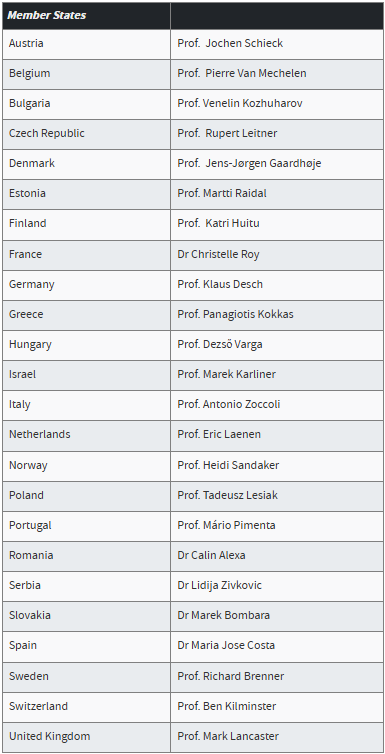 Member States
Austria Prof. Jochen Schieck
Belgium Prof. Pierre Van Mechelen
Bulgaria Prof. Venelin Kozhuharov
Czech Republic Prof. Rupert Leitner
Denmark Prof. Jens-Jørgen Gaardhøje
Estonia Prof. Martti Raidal
Finland Prof. Katri Huitu
France Dr Christelle Roy
Germany Prof. Klaus Desch
Greece Prof. Panagiotis Kokkas
Hungary Prof. Dezső Varga
Israel Prof. Marek Karliner
Italy Prof. Antonio Zoccoli
Netherlands Prof. Eric Laenen
Norway Prof. Heidi Sandaker
Poland Prof. Tadeusz Lesiak
Portugal Prof. Mário Pimenta
Romania Dr Calin Alexa
Serbia Dr Lidija Zivkovic
Slovakia Dr Marek Bombara
Spain Dr Maria Jose Costa
Sweden Prof. Richard Brenner
Switzerland Prof. Ben Kilminster
United Kingdom Prof. Mark Lancaster